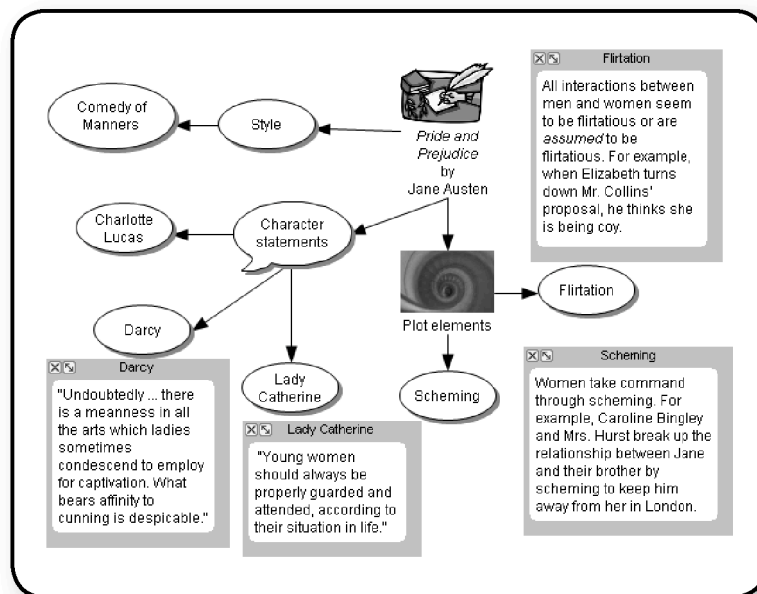 Flirtation
All interactions between
men and women seem
to be flirtatious or are
assumed to be
flirtatious. For example,
when Elizabeth turns
down Mr. Collins'
proposal, he thinks she
is being coy.
Comedy of
Manners
Style
Pride and
Prejudice
by
Jane Austen
Charlotte
Lucas
Character
statements
Flirtation
Plot elements
Darcy
Lady
Catherine
Scheming
Darcy
"Undoubtedly ... there
is a meanness in all
the arts which ladies
sometimes
condescend to employ
for captivation. What
bears affinity to
cunning is despicable."
Lady Catherine
"Young women
should always be
properly guarded and
attended, according to
their situation in life."
Scheming
Women take command
through scheming. For
example, Caroline Bingley
and Mrs. Hurst break up the
relationship between Jane
and their brother by
scheming to keep him
away from her in London.